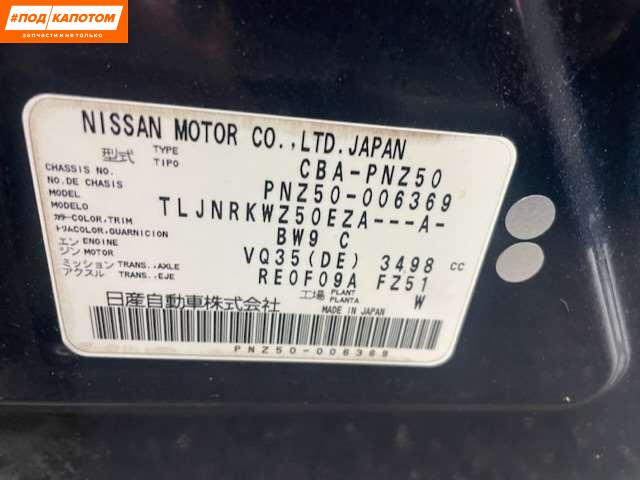 #ПОД КАПОТОМ
запчасти и не только
NISSAN MOTOR CO.,LTD.JAPAN
型式 TYPE CBA-PNZ50
TIPO
CHASSIS NO. PNZ50-006369
NO.DE CHASIS
MODEL TLJNRKWZ50EZA---A-
MODELO
カラー COLOR,TRIM BW9 C
トリム COLOR,GUARNICION
エンジン ENGINE VQ35(DE) 3498 cc
MOTOR
ミッション TRANS.,AXLE RE0F09A FZ51
アクスル TRANS.,EJE
工場 PLANT W
PLANTA
日産自動車株式会社 MADE IN JAPAN
PNZ50-006369